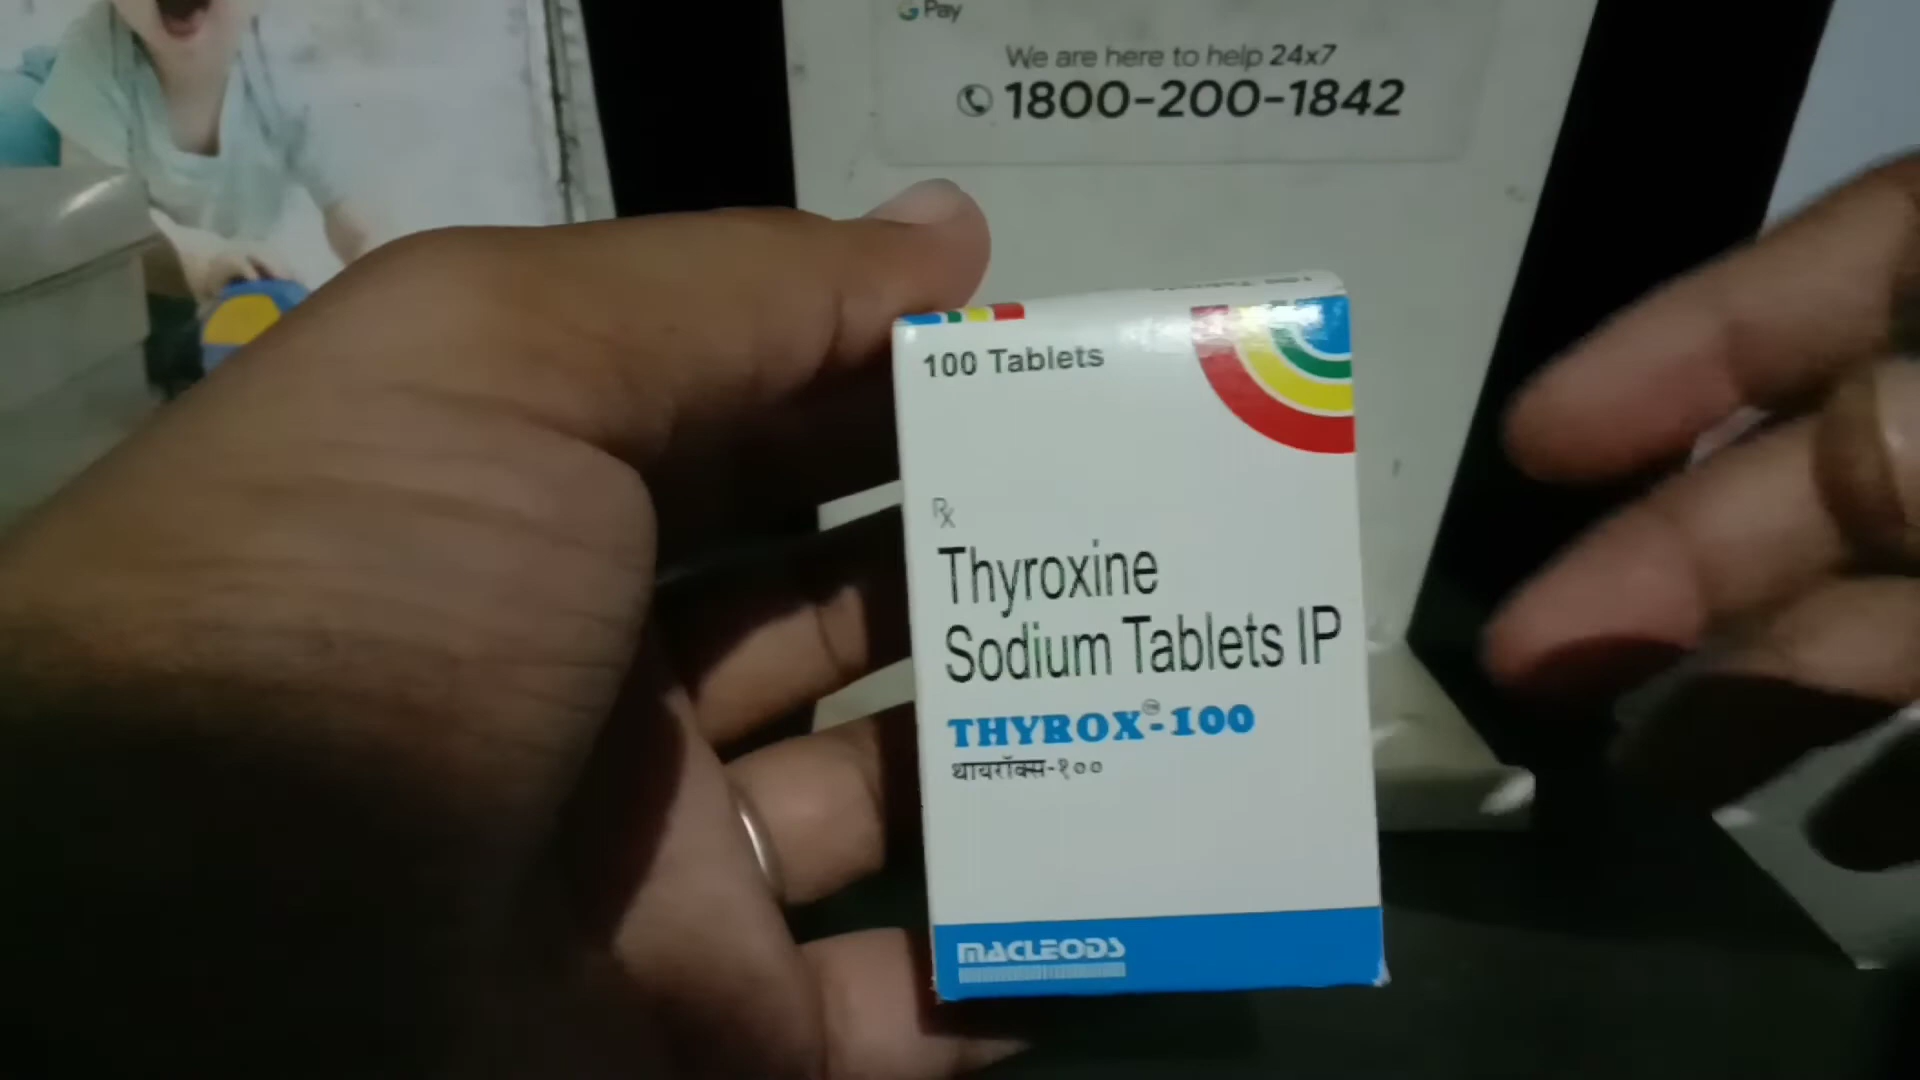 Pay
We are here to help 24x7
1800-200-1842
100 Tablets
Rx
Thyroxine
Sodium Tablets IP
THYROX™-100
थायरॉक्स-१००
MACLEODS